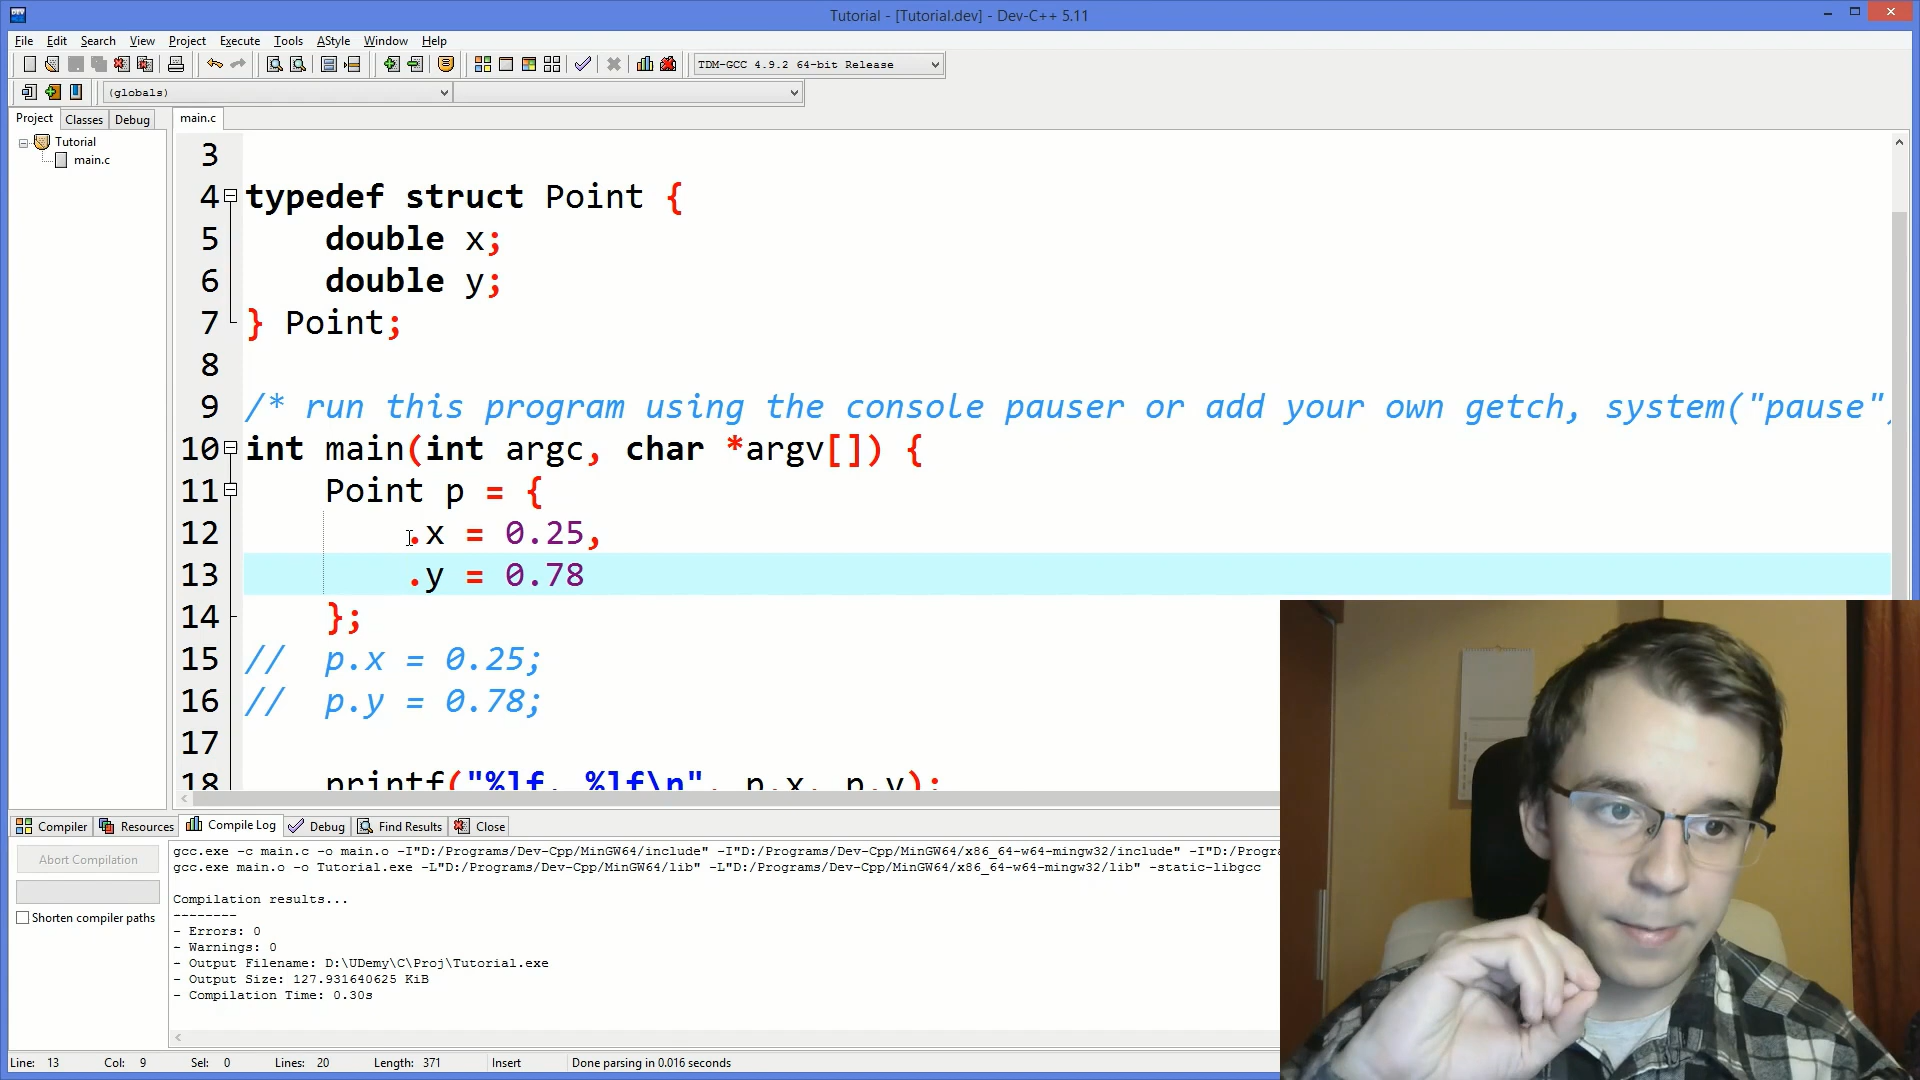 Tutorial - [Tutorial.dev] - Dev-C++ 5.11
File Edit Search View Project Execute Tools AStyle Window Help
TDM-GCC 4.9.2 64-bit Release
(globals)
Project Classes Debug
main.c
Tutorial
main.c
3
4 typedef struct Point {
5 double x;
6 double y;
7 } Point;
8
9 /* run this program using the console pauser or add your own getch, system("pause"
10 int main(int argc, char *argv[]) {
11 Point p = {
12 .x = 0.25,
13 .y = 0.78
14 };
15 // p.x = 0.25;
16 // p.y = 0.78;
17
18 printf("%lf, %lf\n", p.x, p.y);
Compiler Resources Compile Log Debug Find Results Close
Abort Compilation
Shorten compiler paths
gcc.exe -c main.c -o main.o -I"D:/Programs/Dev-Cpp/MinGW64/include" -I"D:/Programs/Dev-Cpp/MinGW64/x86_64-w64-mingw32/include" -I"D:/Progra
gcc.exe main.o -o Tutorial.exe -L"D:/Programs/Dev-Cpp/MinGW64/lib" -L"D:/Programs/Dev-Cpp/MinGW64/x86_64-w64-mingw32/lib" -static-libgcc
Compilation results...
--------
- Errors: 0
- Warnings: 0
- Output Filename: D:\UDemy\C\Proj\Tutorial.exe
- Output Size: 127.931640625 KiB
- Compilation Time: 0.30s
Line: 13 Col: 9 Sel: 0 Lines: 20 Length: 371 Insert Done parsing in 0.016 seconds